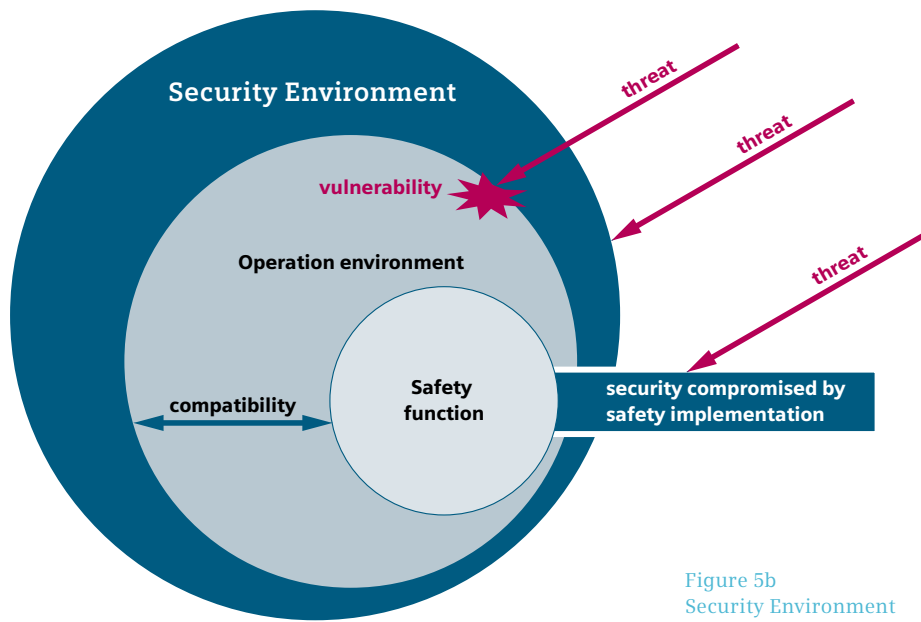 Security Environment
threat
threat
vulnerability
Operation environment
threat
compatibility
Safety
function
security compromised by
safety implementation
Figure 5b
Security Environment